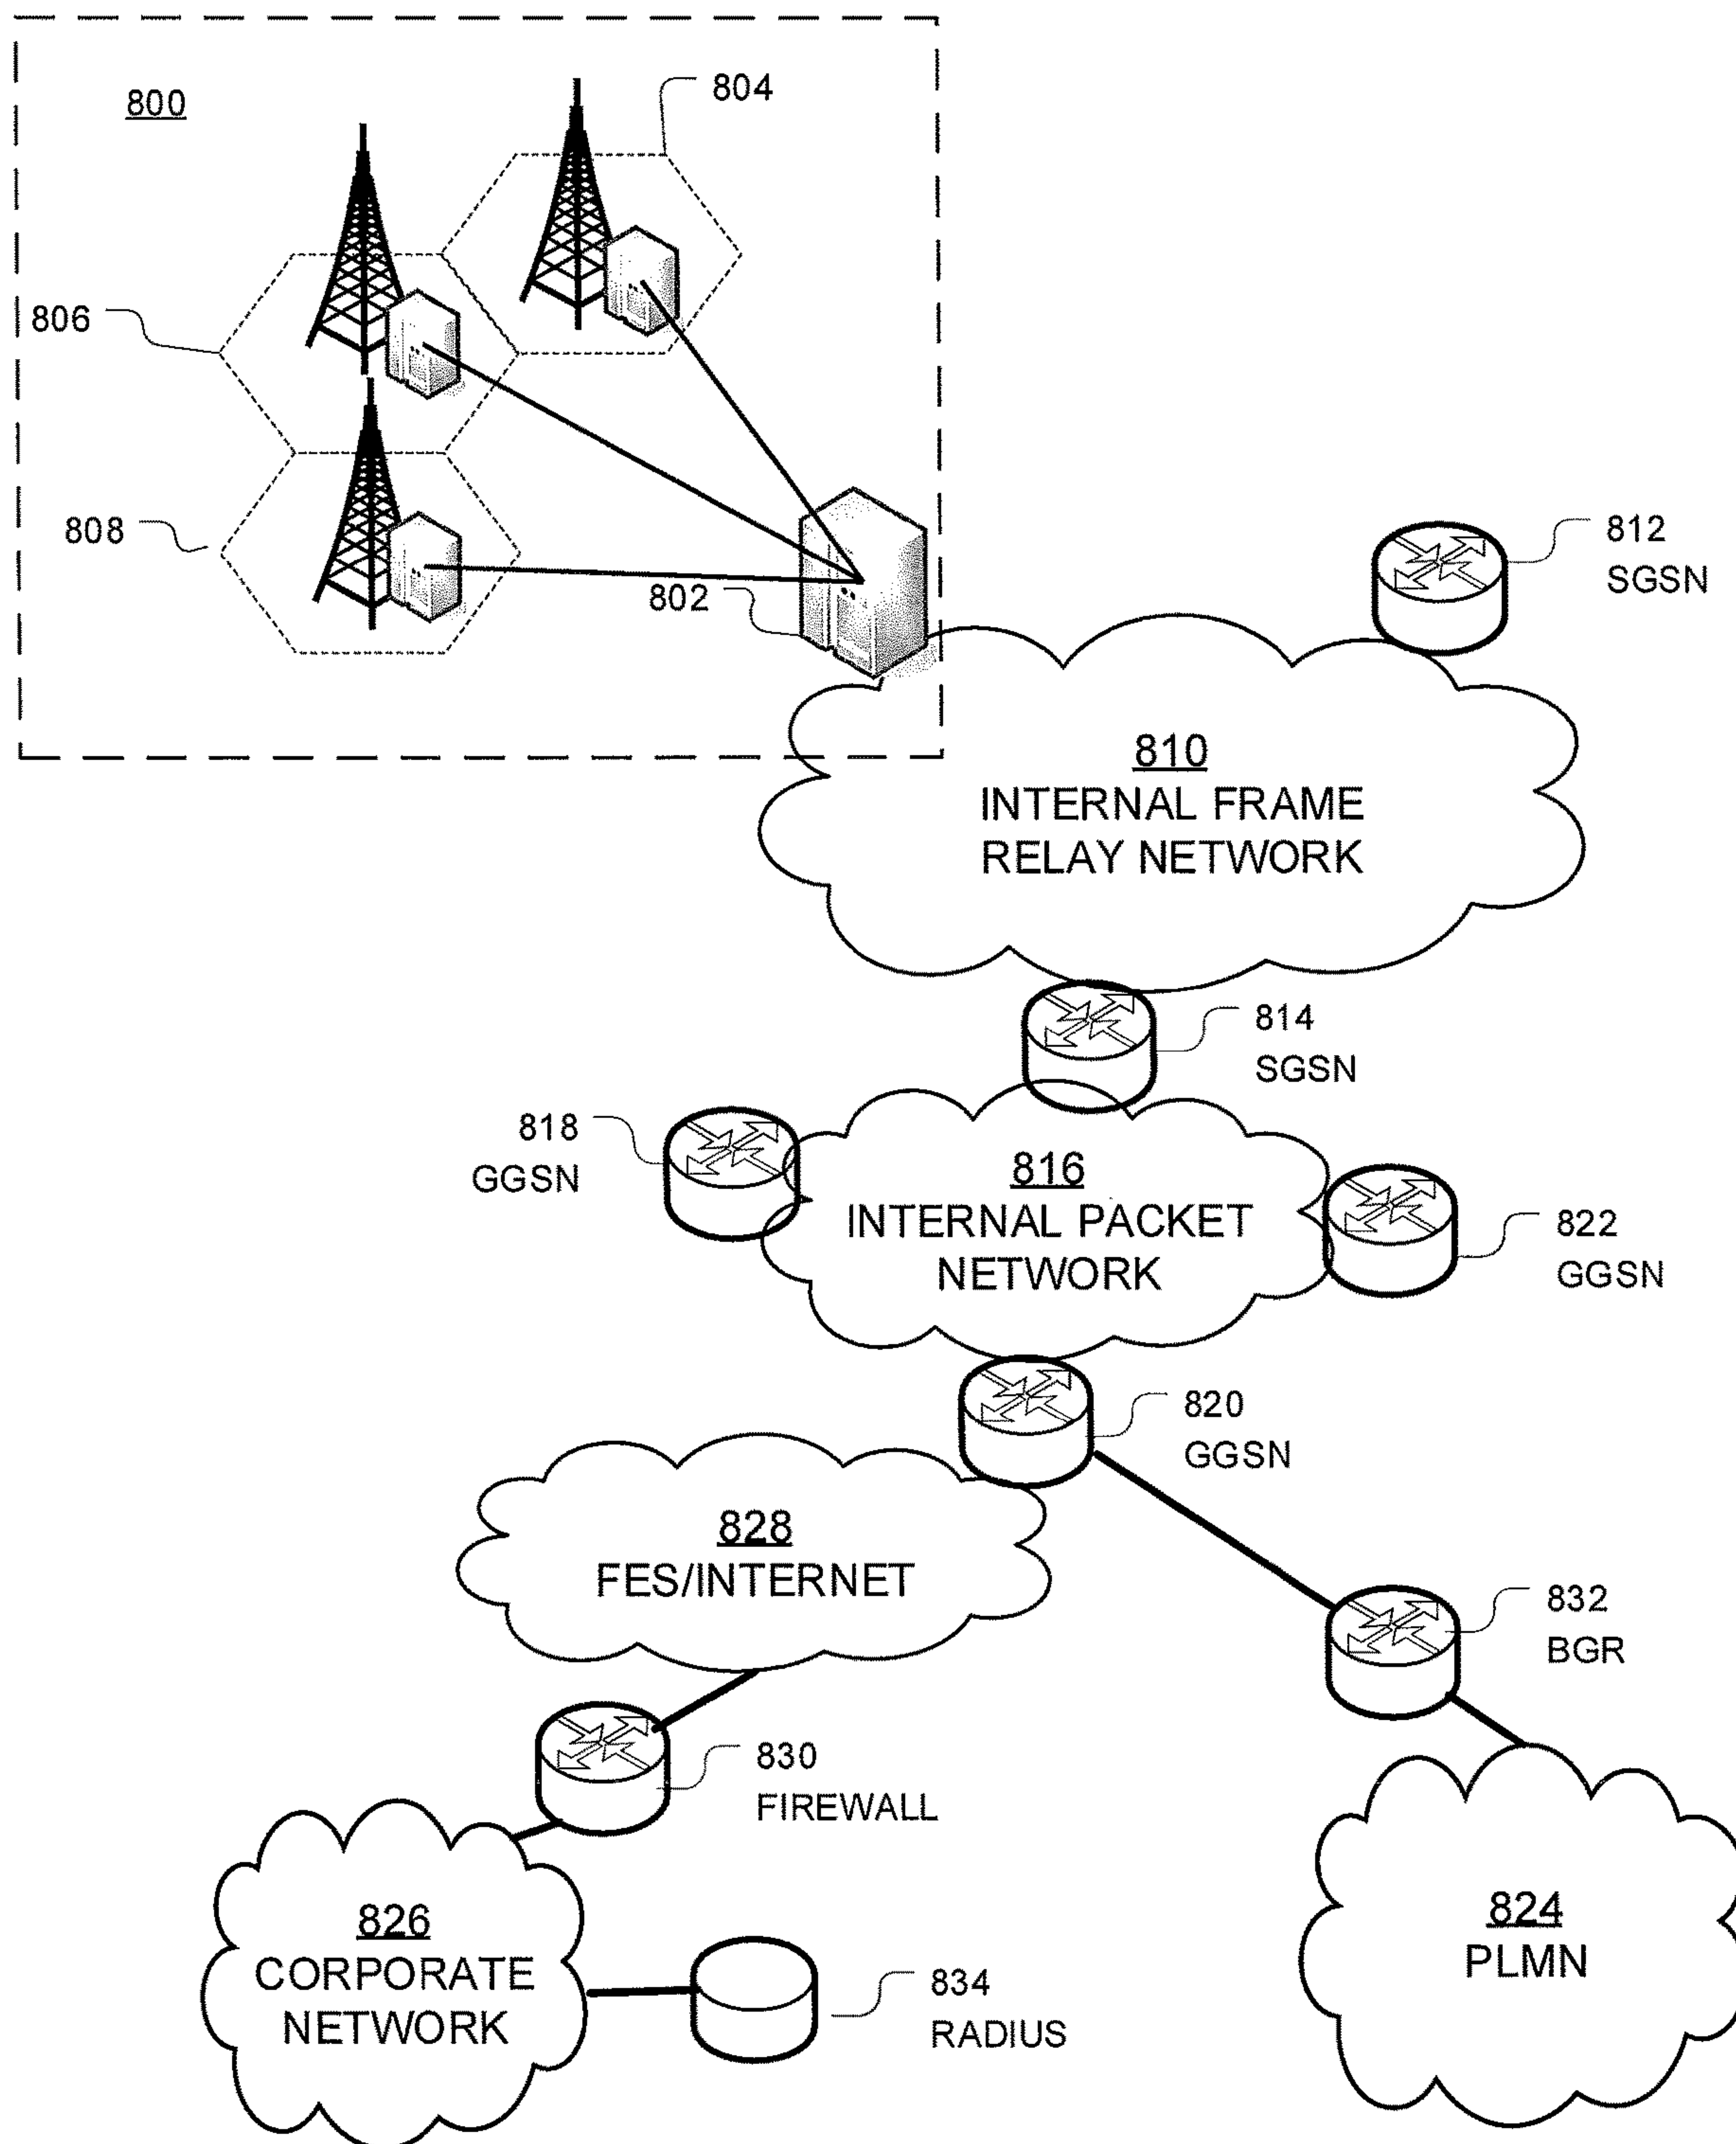 800
804
806
808
802
812
SGSN
810
INTERNAL FRAME
RELAY NETWORK
814
SGSN
818
GGSN
816
INTERNAL PACKET
NETWORK
822
GGSN
820
GGSN
828
FES/INTERNET
832
BGR
830
FIREWALL
826
CORPORATE
NETWORK
834
RADIUS
824
PLMN